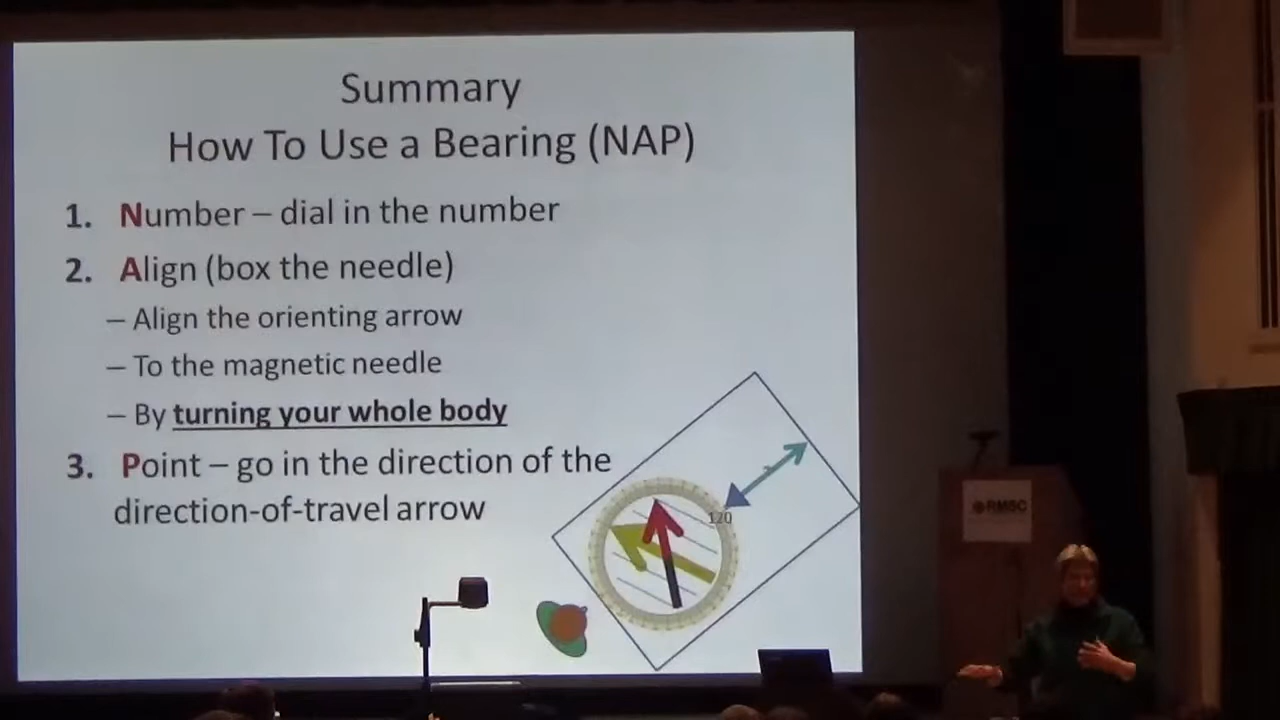 Summary
How To Use a Bearing (NAP)
1. Number – dial in the number
2. Align (box the needle)
– Align the orienting arrow
– To the magnetic needle
– By turning your whole body
3. Point – go in the direction of the
direction-of-travel arrow
120
RMSC